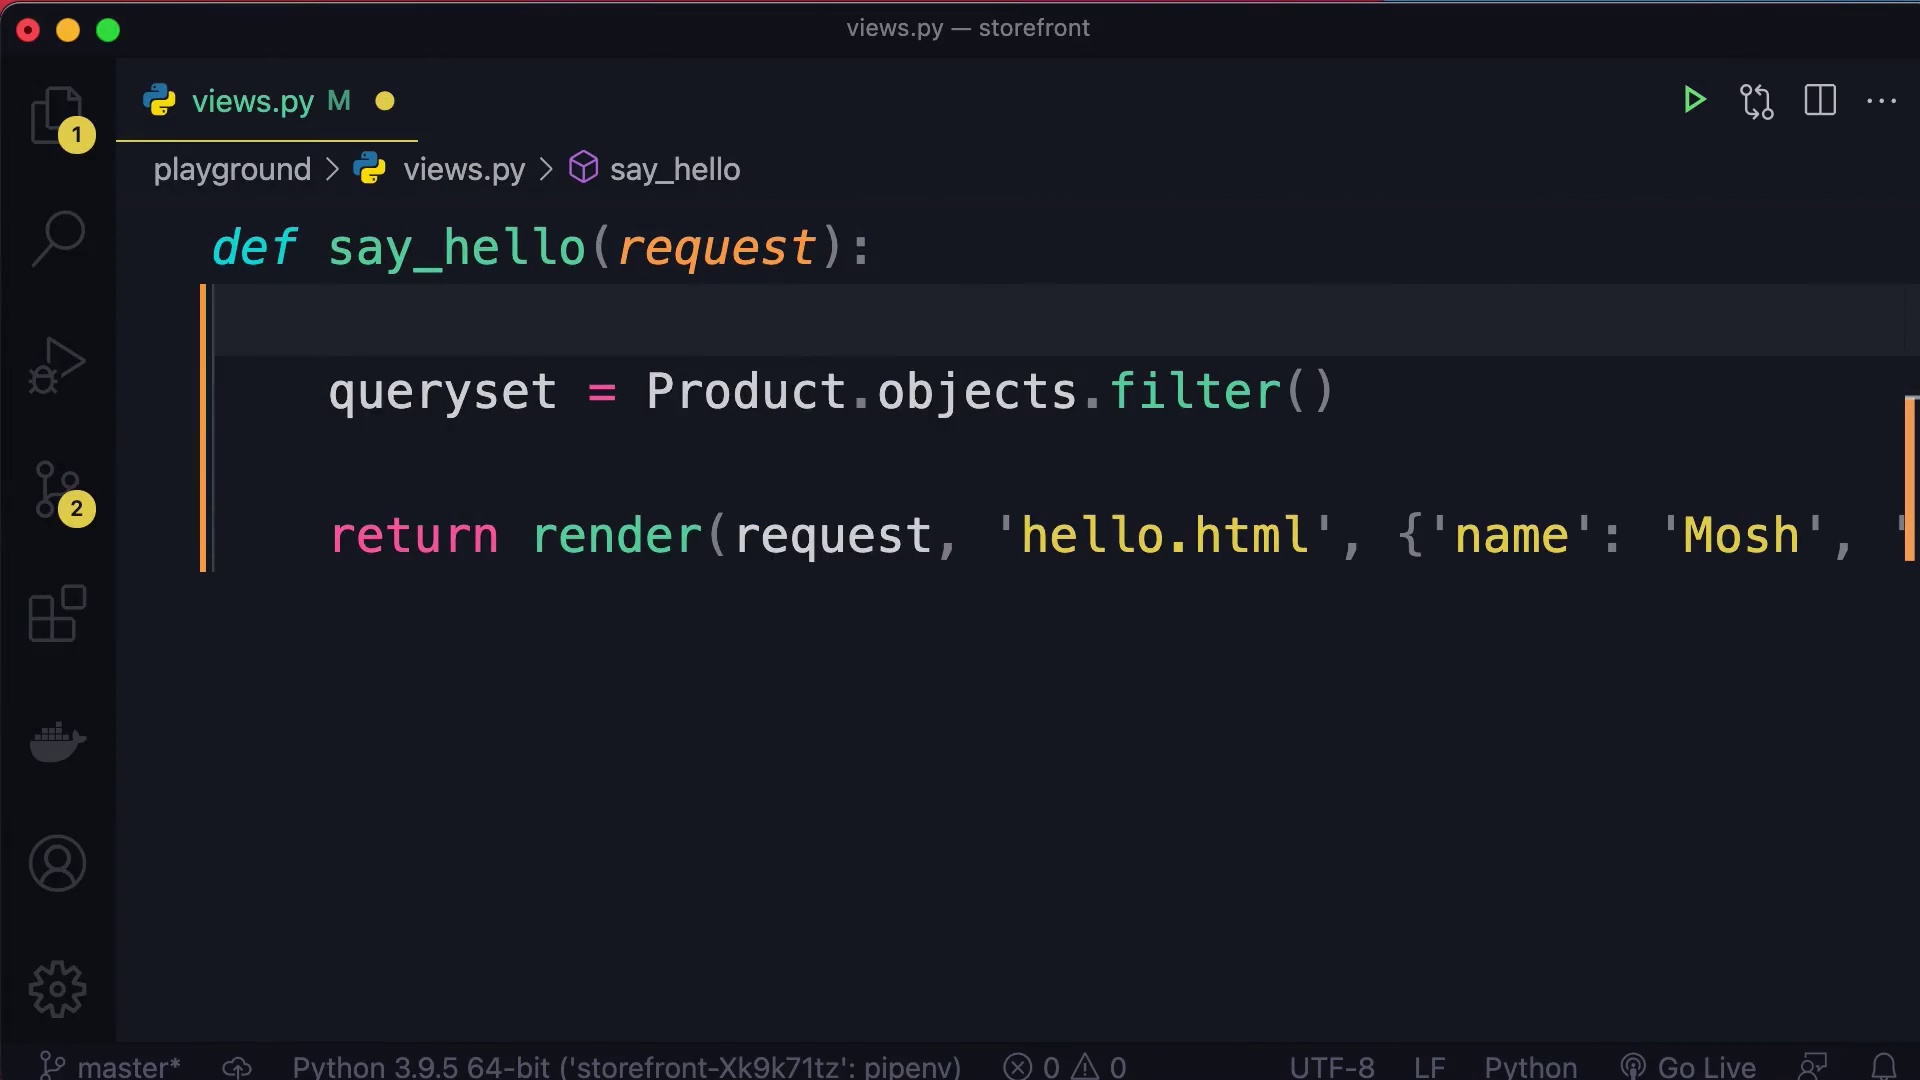 views.py — storefront
views.py M
1
playground > views.py > say_hello
def say_hello(request):
queryset = Product.objects.filter()
return render(request, 'hello.html', {'name': 'Mosh', '
2
master*
Python 3.9.5 64-bit ('storefront-Xk9k71tz': pipenv)
0 0
UTF-8
LF
Python
Go Live